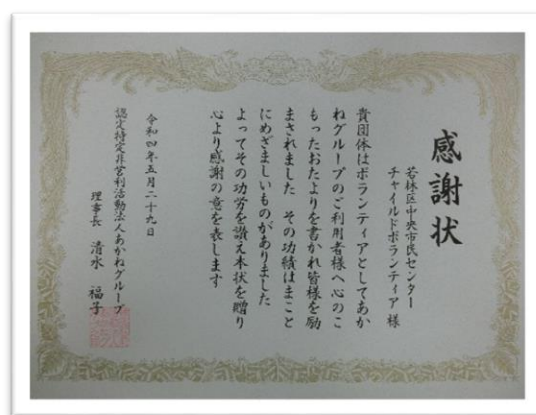 感謝状
若林区中央市民センター
チャイルドボランティア 様
貴団体はボランティアとしてあか
ねグループのご利用者様へ心のこ
もったおたよりを書かれ皆様を励
まされました その功績はまこと
にめざましいものがありました
よってその功労を讃え本状を贈り
心より感謝の意を表します
令和四年五月二十九日
認定特定非営利活動法人あかねグループ
理事長 清水 福子